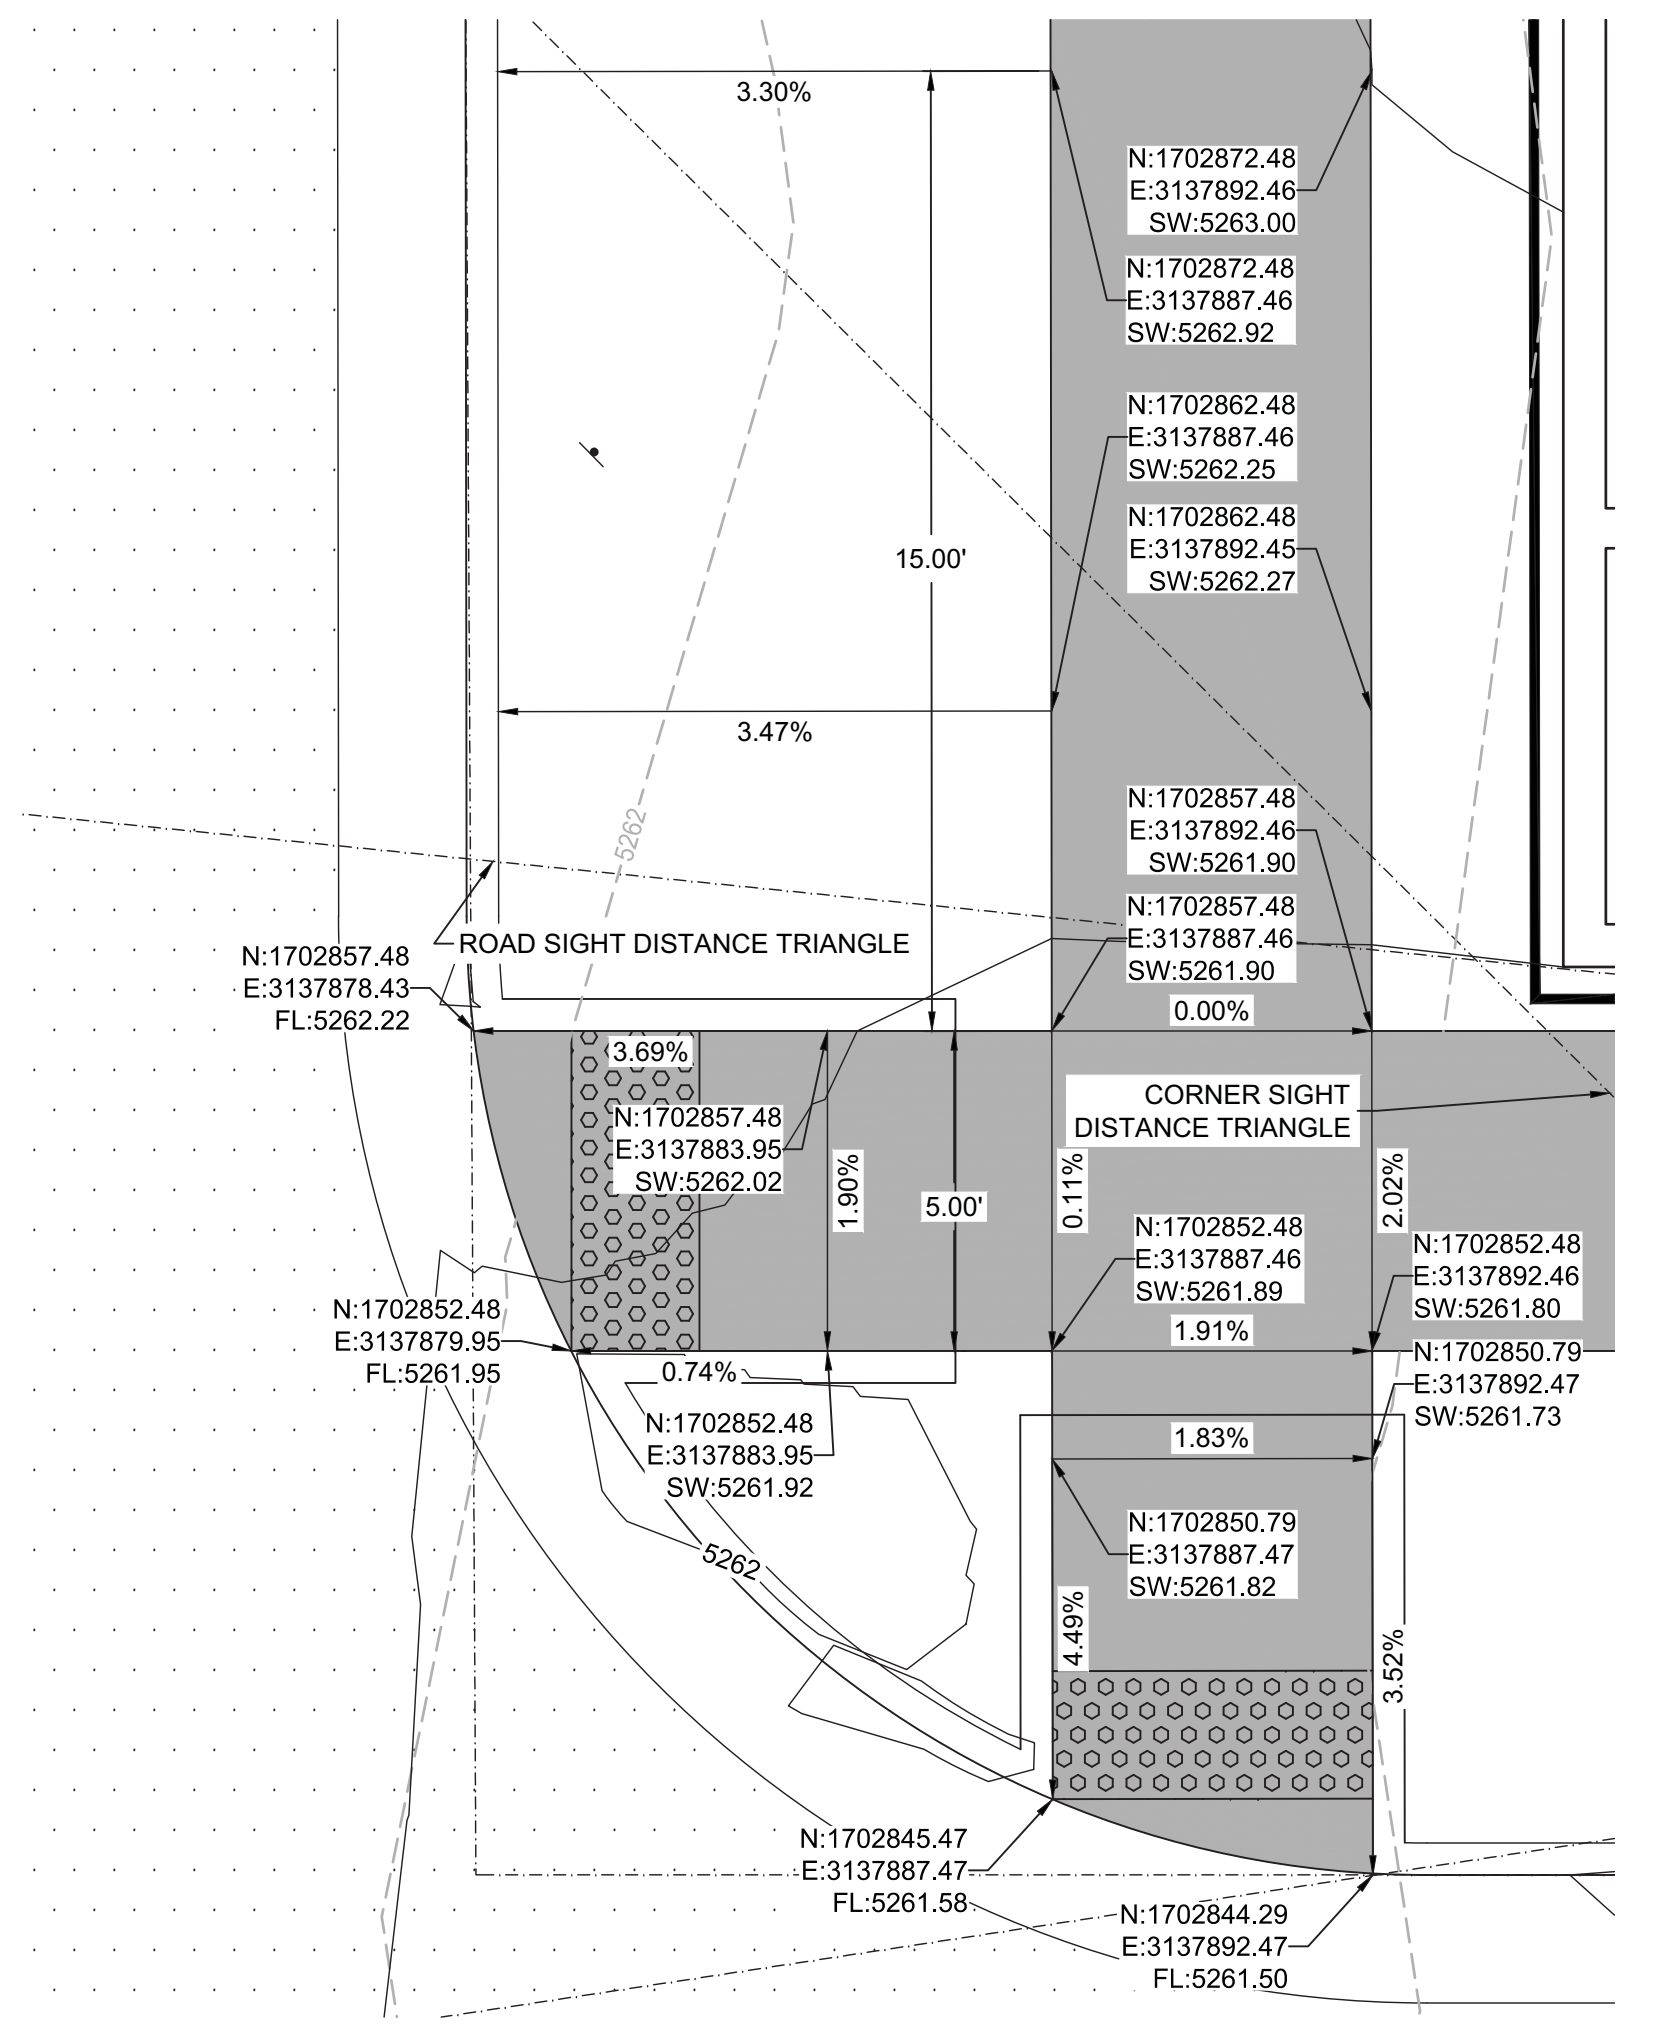 3.30%
N:1702872.48
E:3137892.46
SW:5263.00
N:1702872.48
E:3137887.46
SW:5262.92
N:1702862.48
E:3137887.46
SW:5262.25
N:1702862.48
E:3137892.45
SW:5262.27
15.00'
3.47%
5262
N:1702857.48
E:3137892.46
SW:5261.90
N:1702857.48
E:3137887.46
SW:5261.90
ROAD SIGHT DISTANCE TRIANGLE
N:1702857.48
E:3137878.43
FL:5262.22
0.00%
3.69%
CORNER SIGHT
DISTANCE TRIANGLE
N:1702857.48
E:3137883.95
SW:5262.02
1.90%
5.00'
0.11%
2.02%
N:1702852.48
E:3137887.46
SW:5261.89
N:1702852.48
E:3137892.46
SW:5261.80
N:1702852.48
E:3137879.95
FL:5261.95
1.91%
0.74%
N:1702850.79
E:3137892.47
SW:5261.73
N:1702852.48
E:3137883.95
SW:5261.92
1.83%
N:1702850.79
E:3137887.47
SW:5261.82
5262
4.49%
3.52%
N:1702845.47
E:3137887.47
FL:5261.58
N:1702844.29
E:3137892.47
FL:5261.50